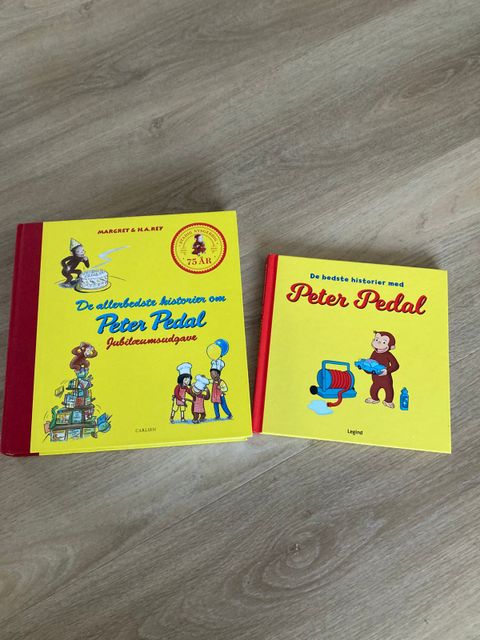 MARGRET & H.A. REY
75 ÅR
De allerbedste historier om
Peter Pedal
Jubilæumsudgave
CARLSEN
De bedste historier med
Peter Pedal
Legind